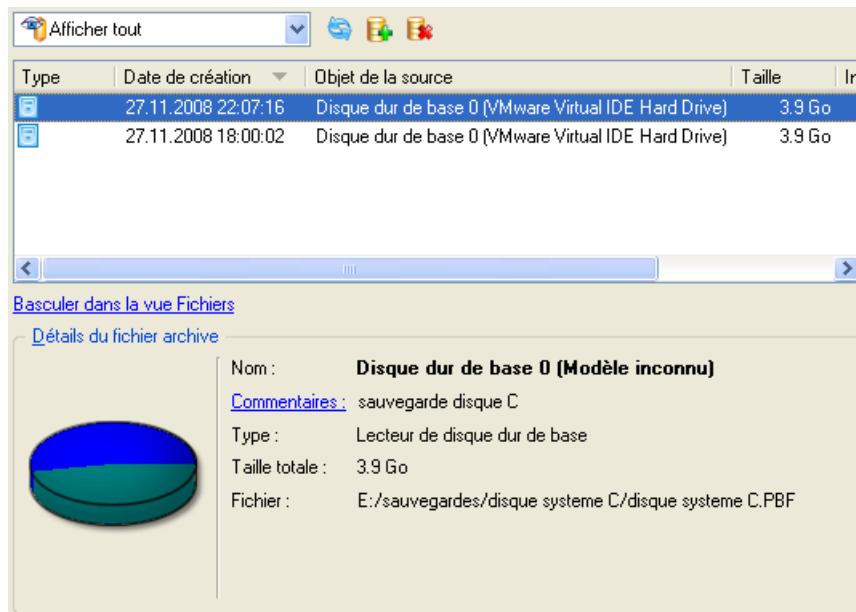 Afficher tout
Type Date de création Objet de la source Taille
27.11.2008 22:07:16 Disque dur de base 0 (VMware Virtual IDE Hard Drive) 3.9 Go
27.11.2008 18:00:02 Disque dur de base 0 (VMware Virtual IDE Hard Drive) 3.9 Go
Basculer dans la vue Fichiers
Détails du fichier archive
Nom : Disque dur de base 0 (Modèle inconnu)
Commentaires : sauvegarde disque C
Type : Lecteur de disque dur de base
Taille totale : 3.9 Go
Fichier : E:/sauvegardes/disque systeme C/disque systeme C.PBF